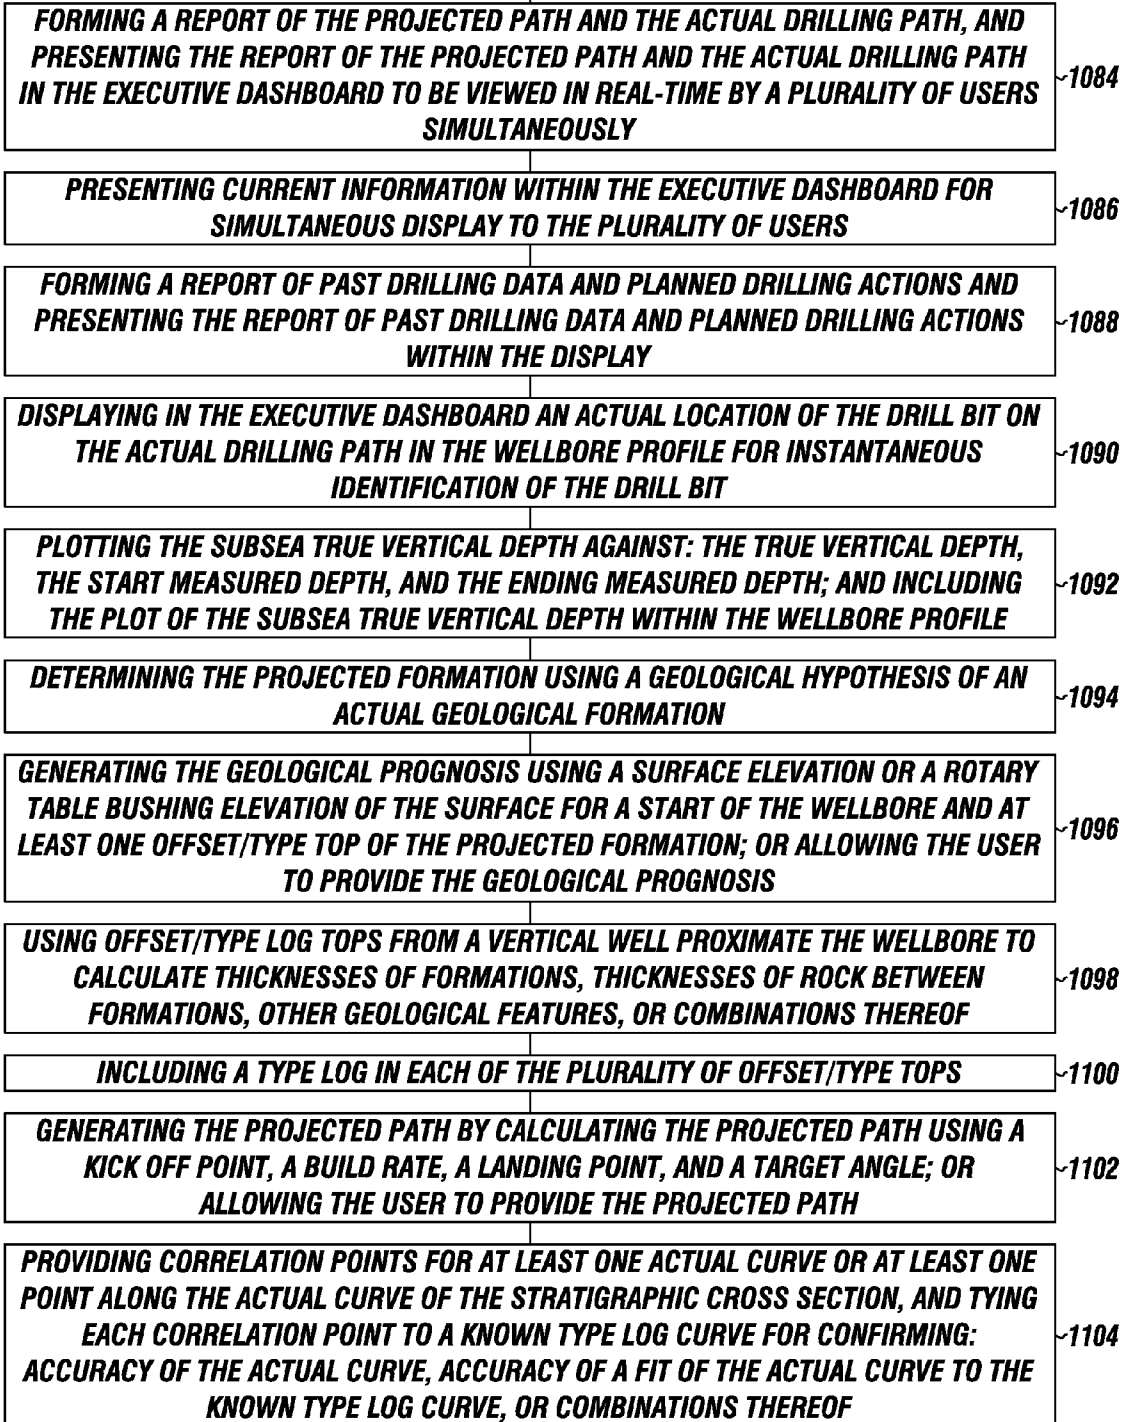 FORMING A REPORT OF THE PROJECTED PATH AND THE ACTUAL DRILLING PATH, AND
PRESENTING THE REPORT OF THE PROJECTED PATH AND THE ACTUAL DRILLING PATH
IN THE EXECUTIVE DASHBOARD TO BE VIEWED IN REAL-TIME BY A PLURALITY OF USERS
SIMULTANEOUSLY
1084
PRESENTING CURRENT INFORMATION WITHIN THE EXECUTIVE DASHBOARD FOR
SIMULTANEOUS DISPLAY TO THE PLURALITY OF USERS
1086
FORMING A REPORT OF PAST DRILLING DATA AND PLANNED DRILLING ACTIONS AND
PRESENTING THE REPORT OF PAST DRILLING DATA AND PLANNED DRILLING ACTIONS
WITHIN THE DISPLAY
1088
DISPLAYING IN THE EXECUTIVE DASHBOARD AN ACTUAL LOCATION OF THE DRILL BIT ON
THE ACTUAL DRILLING PATH IN THE WELLBORE PROFILE FOR INSTANTANEOUS
IDENTIFICATION OF THE DRILL BIT
1090
PLOTTING THE SUBSEA TRUE VERTICAL DEPTH AGAINST: THE TRUE VERTICAL DEPTH,
THE START MEASURED DEPTH, AND THE ENDING MEASURED DEPTH; AND INCLUDING
THE PLOT OF THE SUBSEA TRUE VERTICAL DEPTH WITHIN THE WELLBORE PROFILE
1092
DETERMINING THE PROJECTED FORMATION USING A GEOLOGICAL HYPOTHESIS OF AN
ACTUAL GEOLOGICAL FORMATION
1094
GENERATING THE GEOLOGICAL PROGNOSIS USING A SURFACE ELEVATION OR A ROTARY
TABLE BUSHING ELEVATION OF THE SURFACE FOR A START OF THE WELLBORE AND AT
LEAST ONE OFFSET/TYPE TOP OF THE PROJECTED FORMATION; OR ALLOWING THE USER
TO PROVIDE THE GEOLOGICAL PROGNOSIS
1096
USING OFFSET/TYPE LOG TOPS FROM A VERTICAL WELL PROXIMATE THE WELLBORE TO
CALCULATE THICKNESSES OF FORMATIONS, THICKNESSES OF ROCK BETWEEN
FORMATIONS, OTHER GEOLOGICAL FEATURES, OR COMBINATIONS THEREOF
1098
INCLUDING A TYPE LOG IN EACH OF THE PLURALITY OF OFFSET/TYPE TOPS
1100
GENERATING THE PROJECTED PATH BY CALCULATING THE PROJECTED PATH USING A
KICK OFF POINT, A BUILD RATE, A LANDING POINT, AND A TARGET ANGLE; OR
ALLOWING THE USER TO PROVIDE THE PROJECTED PATH
1102
PROVIDING CORRELATION POINTS FOR AT LEAST ONE ACTUAL CURVE OR AT LEAST ONE
POINT ALONG THE ACTUAL CURVE OF THE STRATIGRAPHIC CROSS SECTION, AND TYING
EACH CORRELATION POINT TO A KNOWN TYPE LOG CURVE FOR CONFIRMING:
ACCURACY OF THE ACTUAL CURVE, ACCURACY OF A FIT OF THE ACTUAL CURVE TO THE
KNOWN TYPE LOG CURVE, OR COMBINATIONS THEREOF
1104